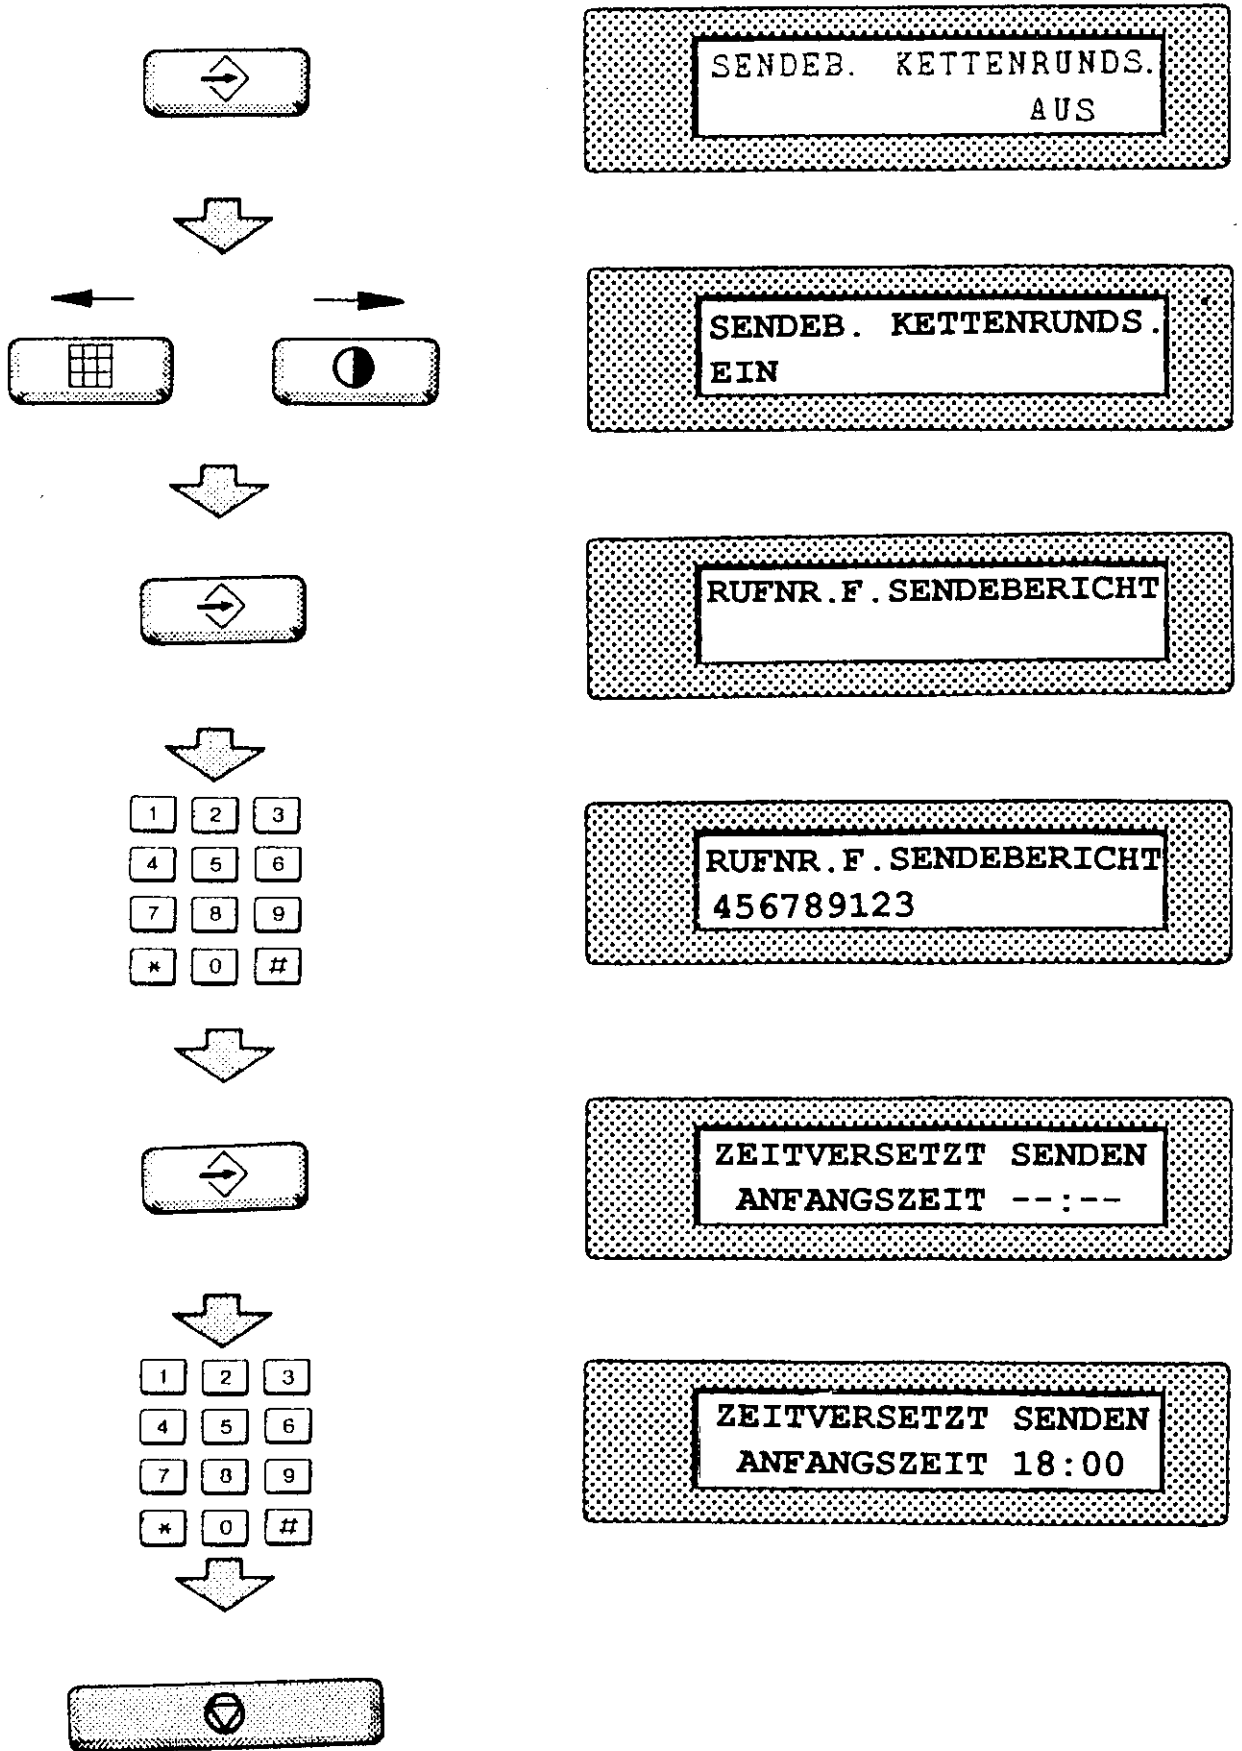 SENDEB. KETTENRUNDS.
AUS
SENDEB. KETTENRUNDS.
EIN
RUFNR.F.SENDEBERICHT
1 2 3
4 5 6
7 8 9
* 0 #
RUFNR.F.SENDEBERICHT
456789123
ZEITVERSETZT SENDEN
ANFANGSZEIT --:--
1 2 3
4 5 6
7 8 9
* 0 #
ZEITVERSETZT SENDEN
ANFANGSZEIT 18:00